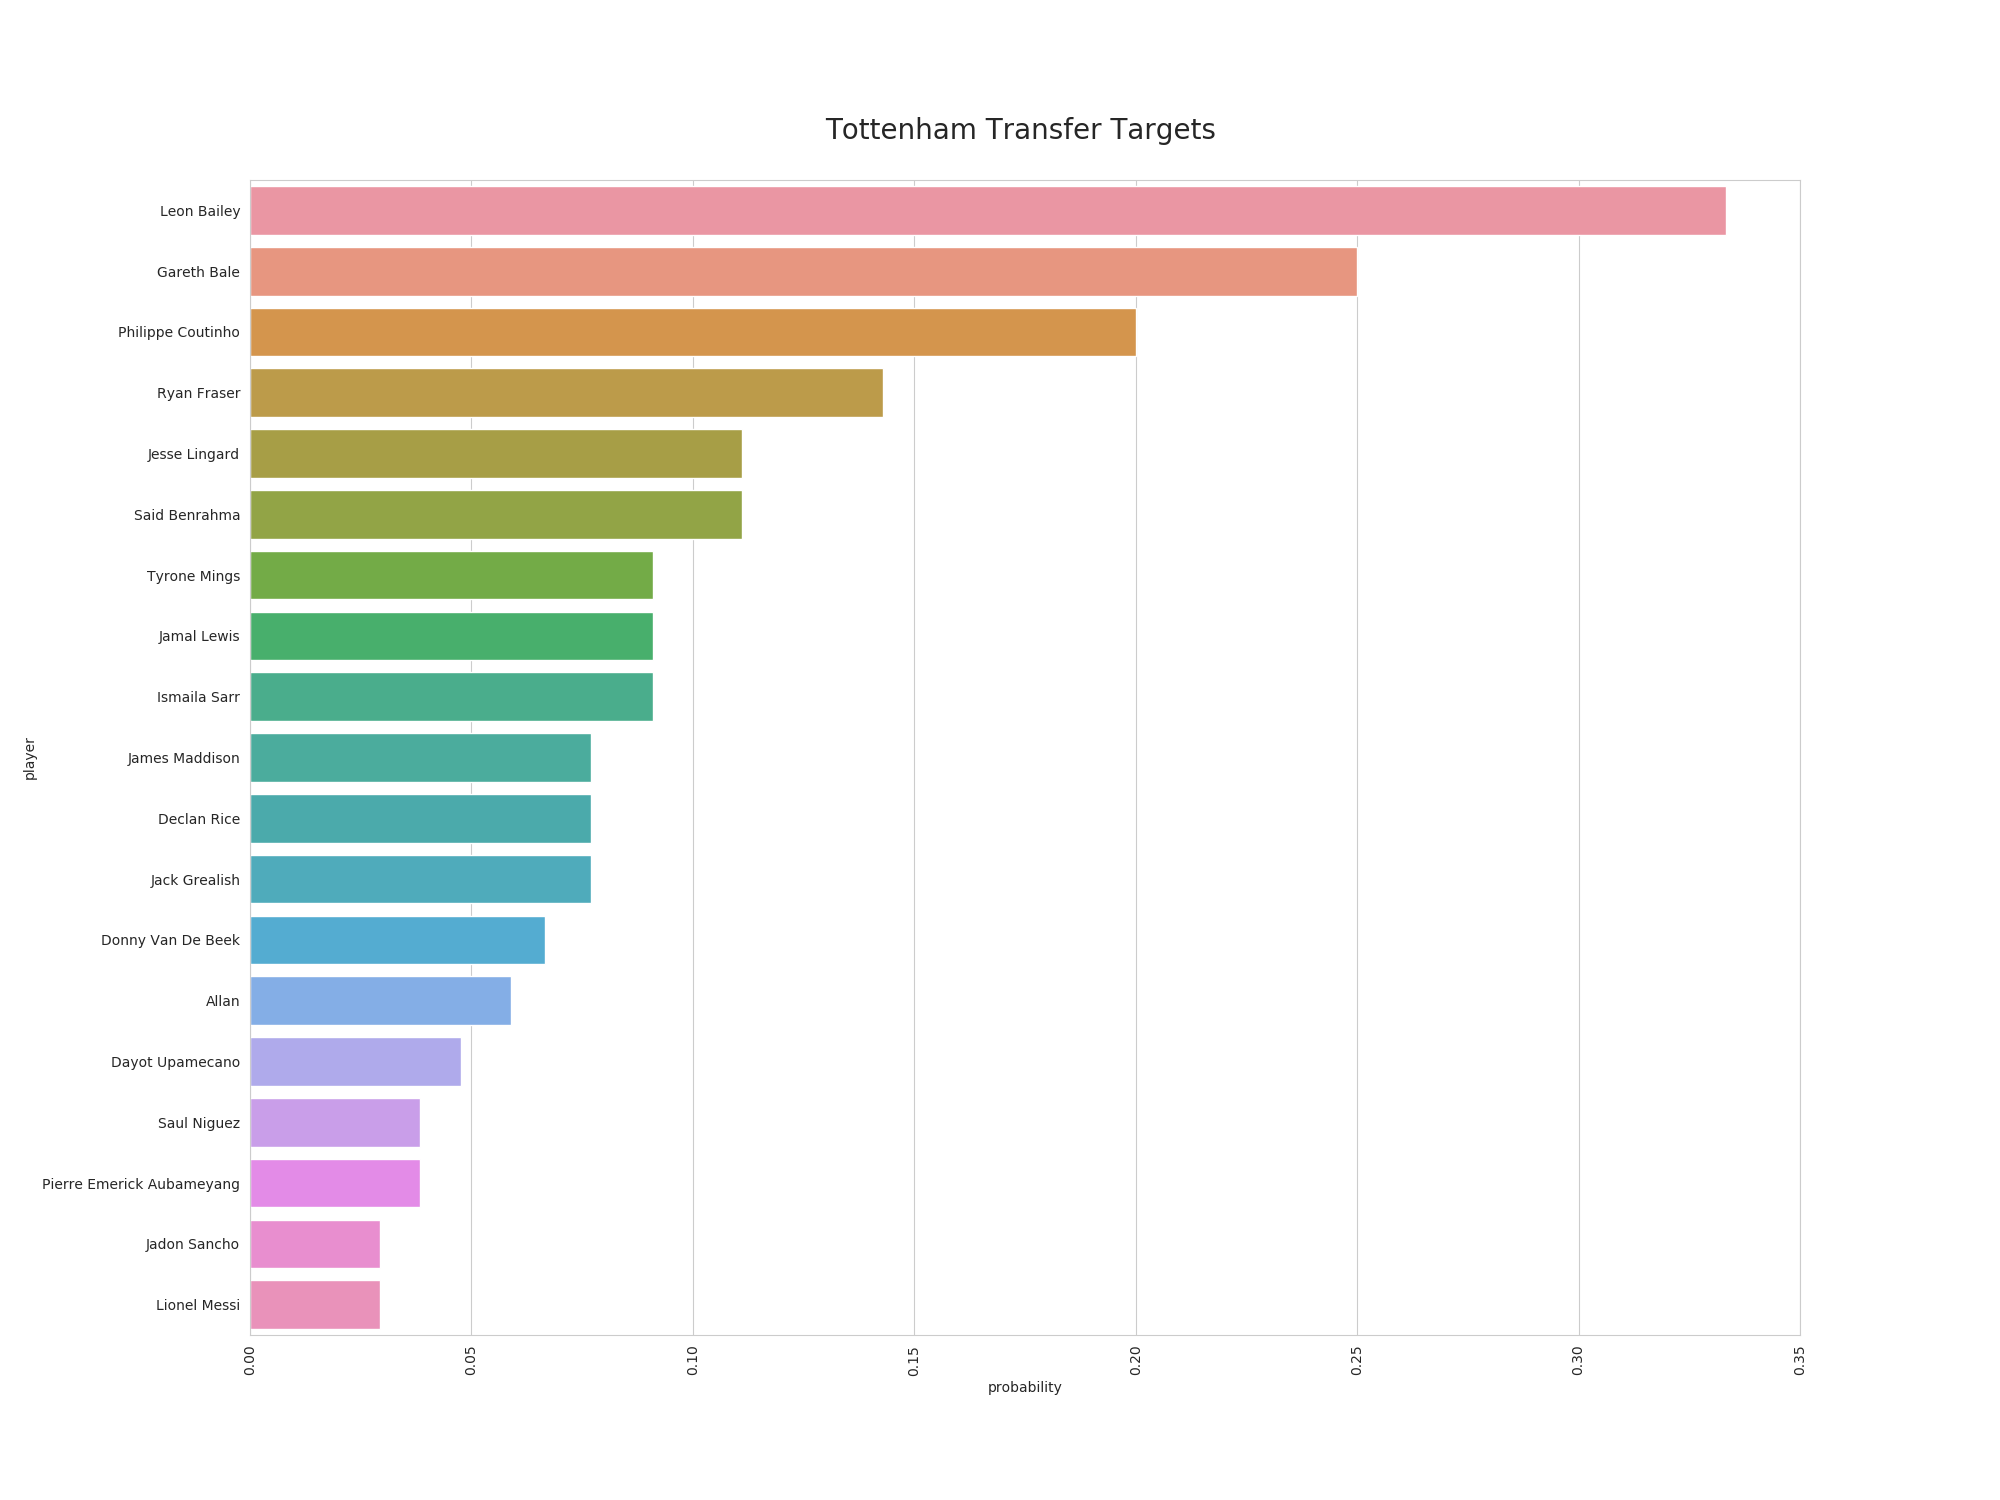 Tottenham Transfer Targets
Leon Bailey
Gareth Bale
Philippe Coutinho
Ryan Fraser
Jesse Lingard
Said Benrahma
Tyrone Mings
Jamal Lewis
Ismaila Sarr
James Maddison
Declan Rice
Jack Grealish
Donny Van De Beek
Allan
Dayot Upamecano
Saul Niguez
Pierre Emerick Aubameyang
Jadon Sancho
Lionel Messi
player
0.00
0.05
0.10
0.15
0.20
0.25
0.30
0.35
probability